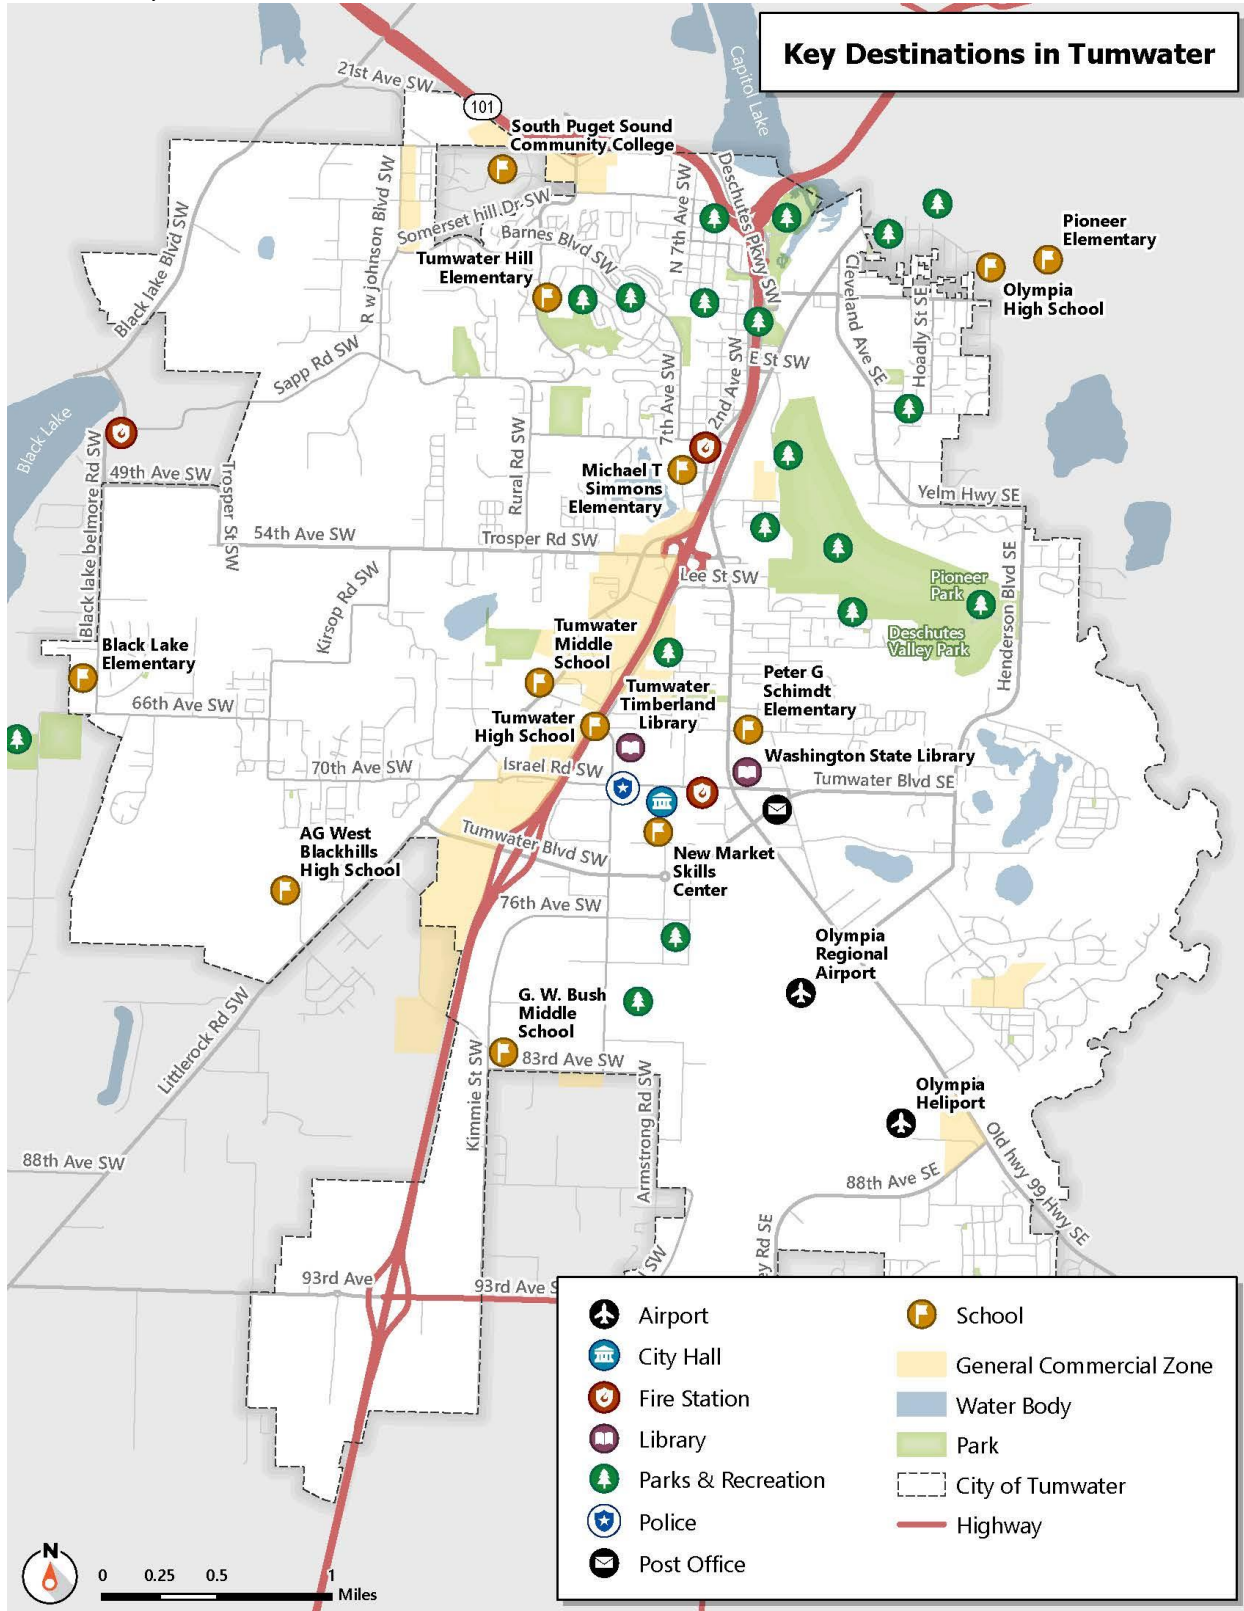 Key Destinations in Tumwater
Capitol Lake
21st Ave SW
101
South Puget Sound
Community College
Deschutes Pkwy SW
N 7th Ave SW
R w johnson Blvd SW
Somerset hill Dr SW
Barnes Blvd SW
Black lake Blvd SW
Tumwater Hill
Elementary
Pioneer
Elementary
Olympia
High School
Cleveland Ave SE
Hoadly St SE
Sapp Rd SW
E St SW
2nd Ave SW
7th Ave SW
Black Lake
Rural Rd SW
Michael T
Simmons
Elementary
49th Ave SW
Trosper St SW
Black lake belmore Rd SW
Yelm Hwy SE
54th Ave SW
Trosper Rd SW
Lee St SW
Kirsop Rd SW
Pioneer
Park
Deschutes
Valley Park
Henderson Blvd SE
Black Lake
Elementary
Tumwater
Middle
School
Tumwater
Timberland
Library
Peter G
Schimdt
Elementary
66th Ave SW
Tumwater
High School
Washington State Library
70th Ave SW
Israel Rd SW
Tumwater Blvd SE
AG West
Blackhills
High School
Tumwater Blvd SW
New Market
Skills
Center
76th Ave SW
Olympia
Regional
Airport
G. W. Bush
Middle
School
Littlerock Rd SW
Kimmie St SW
83rd Ave SW
Armstrong Rd SW
Olympia
Heliport
Old hwy 99 Hwy SE
88th Ave SW
88th Ave SE
ey Rd SE
SW
93rd Ave
93rd Ave S
Airport
City Hall
Fire Station
Library
Parks & Recreation
Police
Post Office
School
General Commercial Zone
Water Body
Park
City of Tumwater
Highway
N
0 0.25 0.5 1
Miles